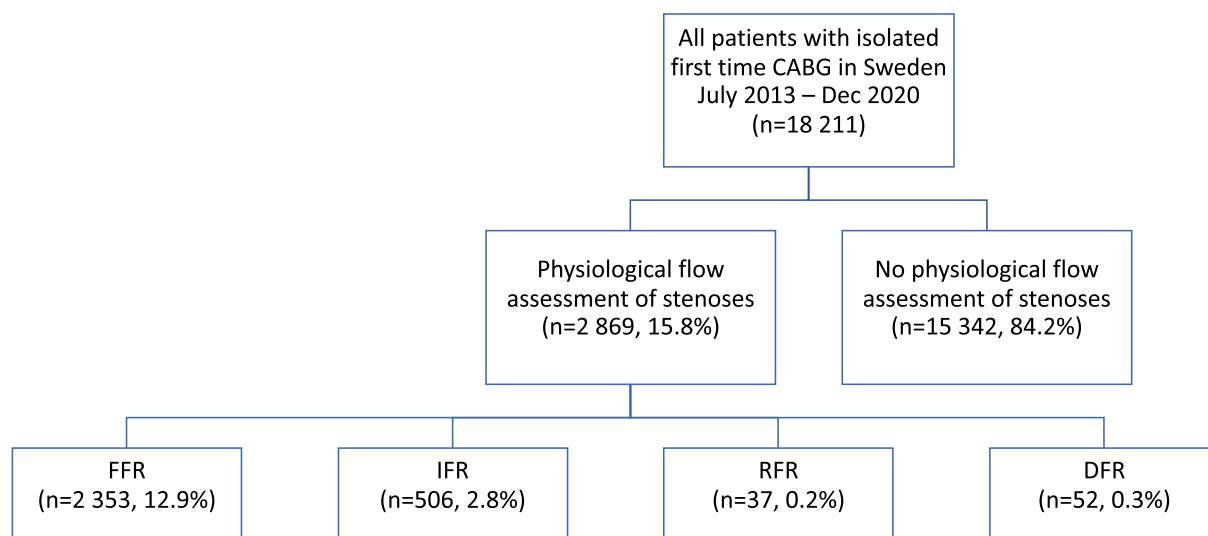 All patients with isolated
first time CABG in Sweden
July 2013 – Dec 2020
(n=18 211)
Physiological flow
assessment of stenoses
(n=2 869, 15.8%)
No physiological flow
assessment of stenoses
(n=15 342, 84.2%)
FFR
(n=2 353, 12.9%)
IFR
(n=506, 2.8%)
RFR
(n=37, 0.2%)
DFR
(n=52, 0.3%)